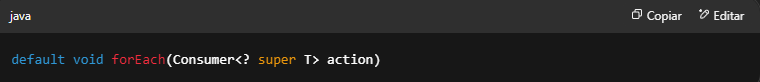 java Copiar Editar
default void forEach(Consumer<? super T> action)